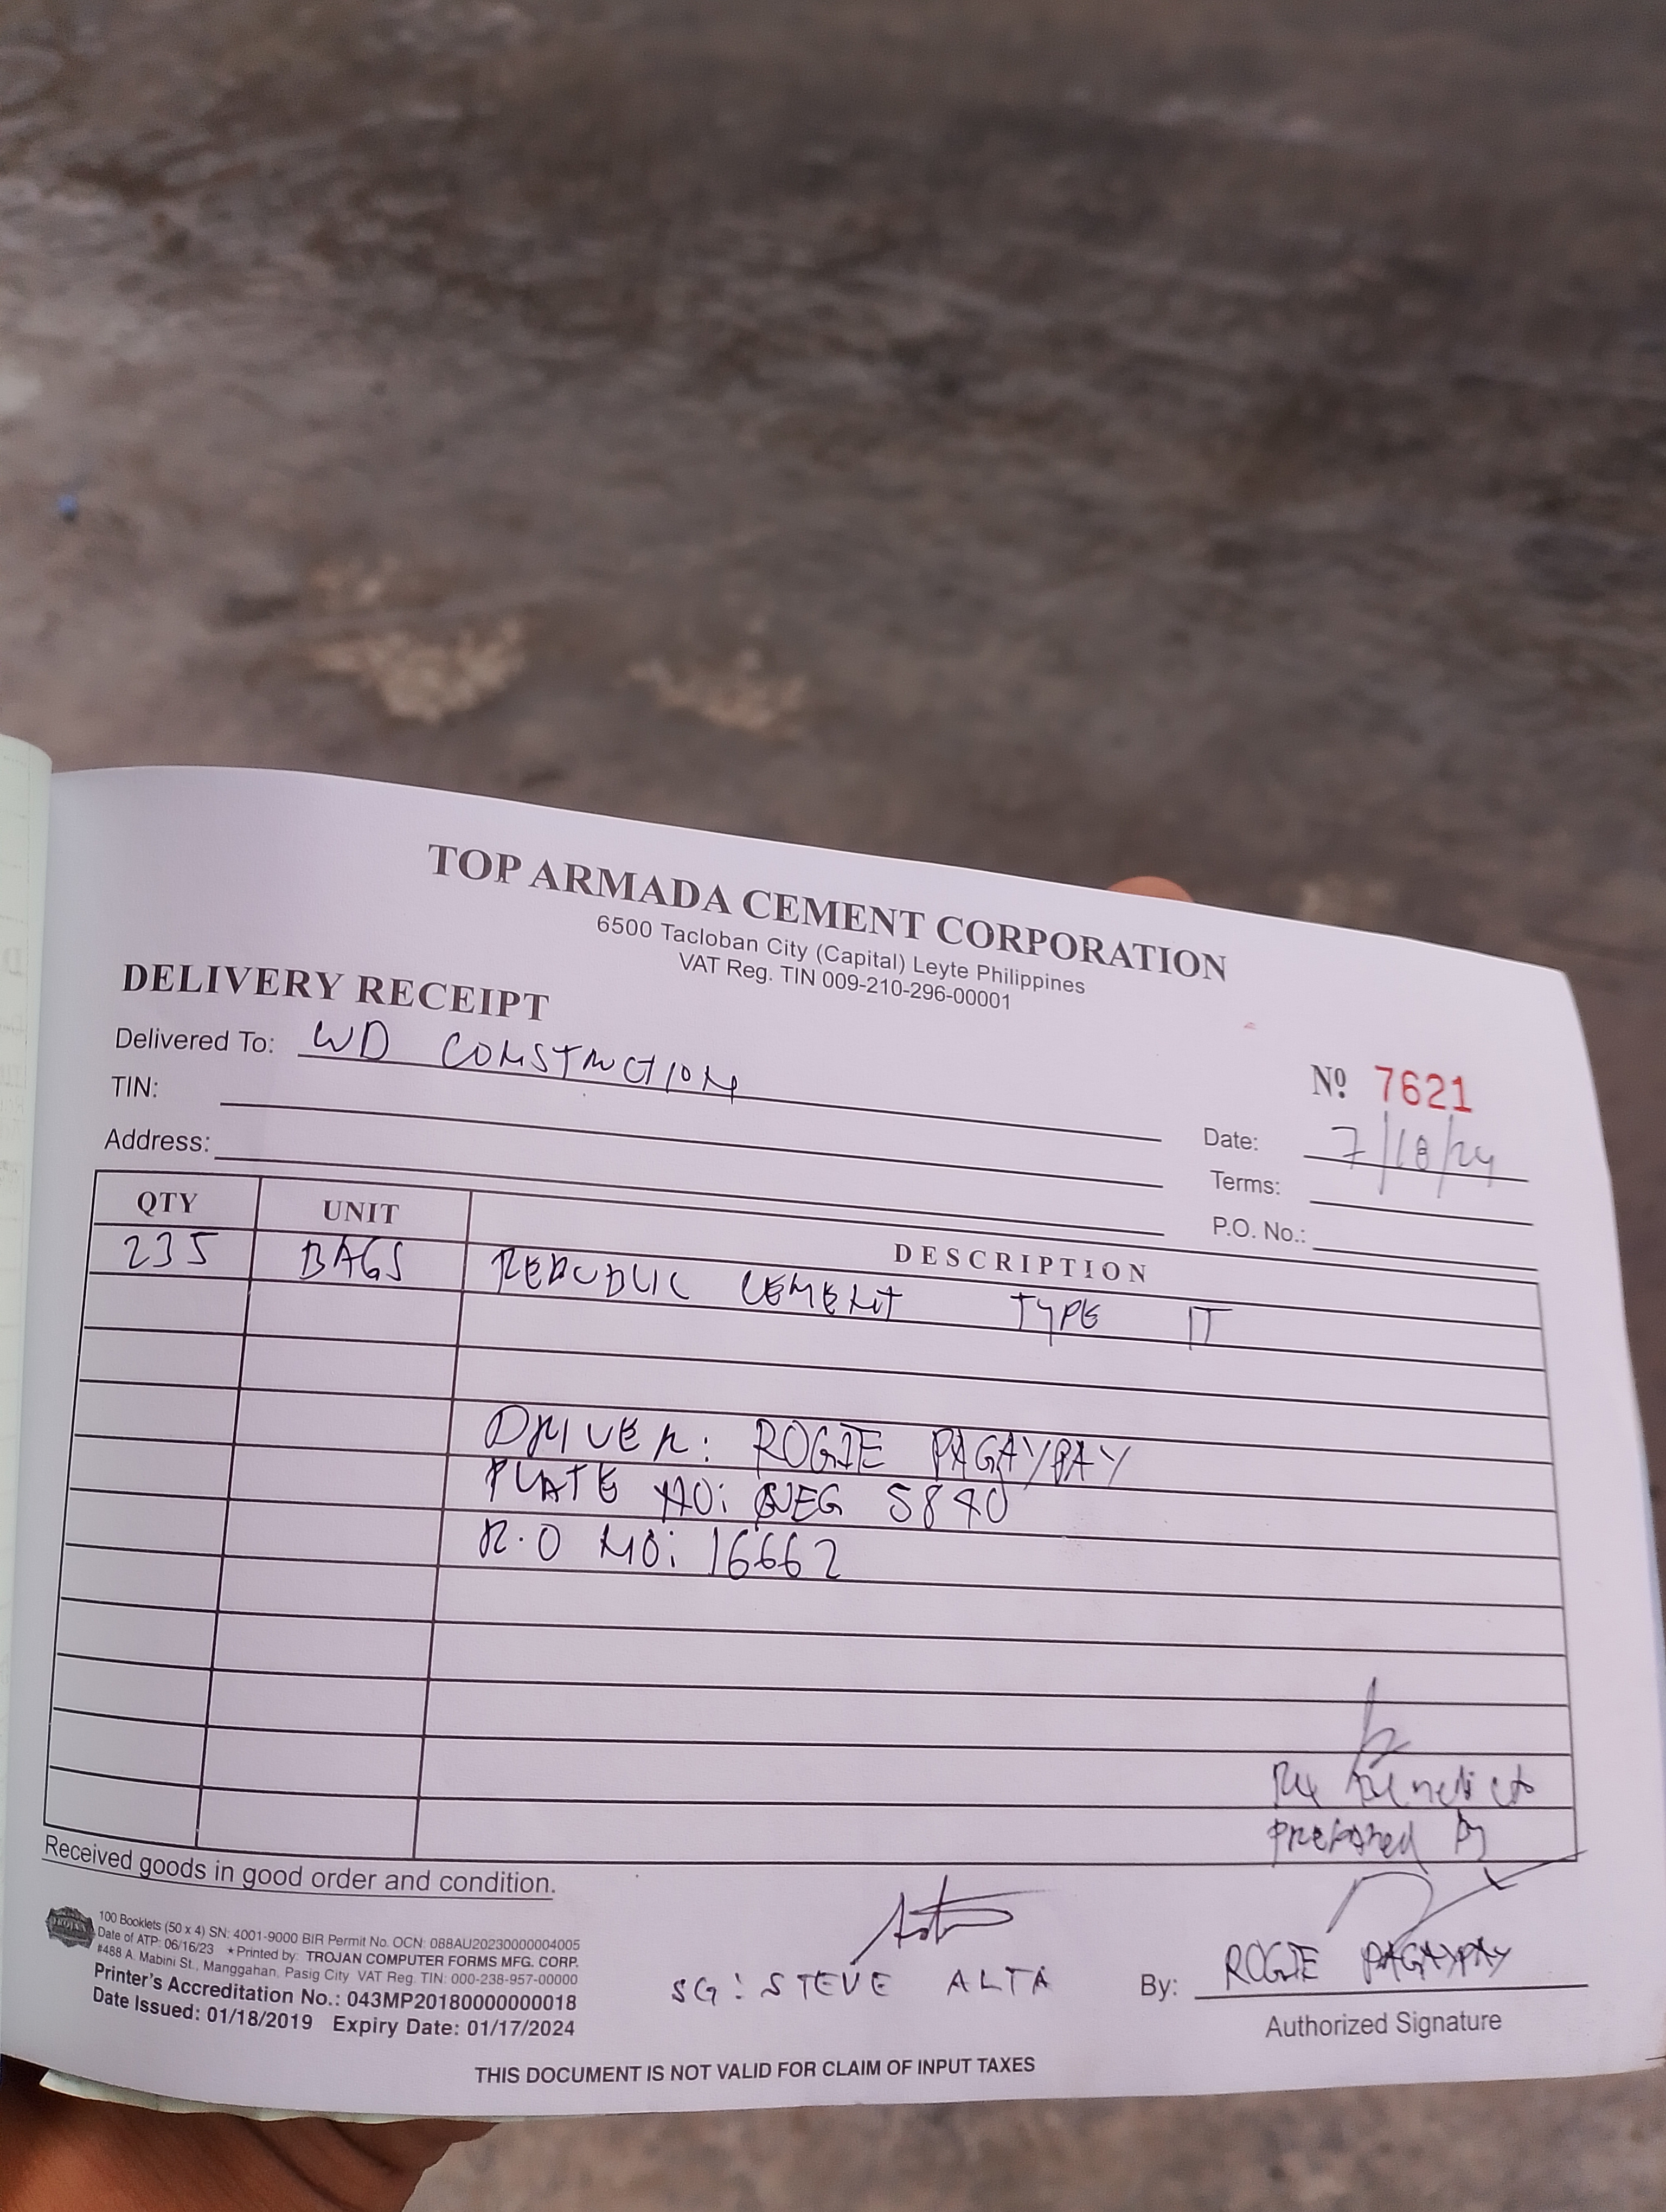 TOP ARMADA CEMENT CORPORATION
6500 Tacloban City (Capital) Leyte Philippines
VAT Reg. TIN 009-210-296-00001
DELIVERY RECEIPT
Delivered To: WD CONSTRUCTION
Nº 7621
TIN:
Date: 7/18/24
Address:
Terms:
P.O. No.:
QTY UNIT DESCRIPTION
235 BAGS REPUBLIC CEMENT TYPE IT
DRIVER: ROGIE PAGAYPAY
PLATE NO: 5840
R.O NO: 16662
Benedicto
prepared by
Received goods in good order and condition.
100 Booklets (50 x 4) SN: 4001-9000 BIR Permit No. OCN: 088AU20230000004005
Date of ATP: 06/16/23 ★Printed by: TROJAN COMPUTER FORMS MFG. CORP.
#488 A. Mabini St., Manggahan, Pasig City VAT Reg. TIN: 000-238-957-00000
Printer's Accreditation No.: 043MP20180000000018
Date Issued: 01/18/2019 Expiry Date: 01/17/2024
SG: STEVE ALTA
By: ROGIE PAGAYPAY
Authorized Signature
THIS DOCUMENT IS NOT VALID FOR CLAIM OF INPUT TAXES